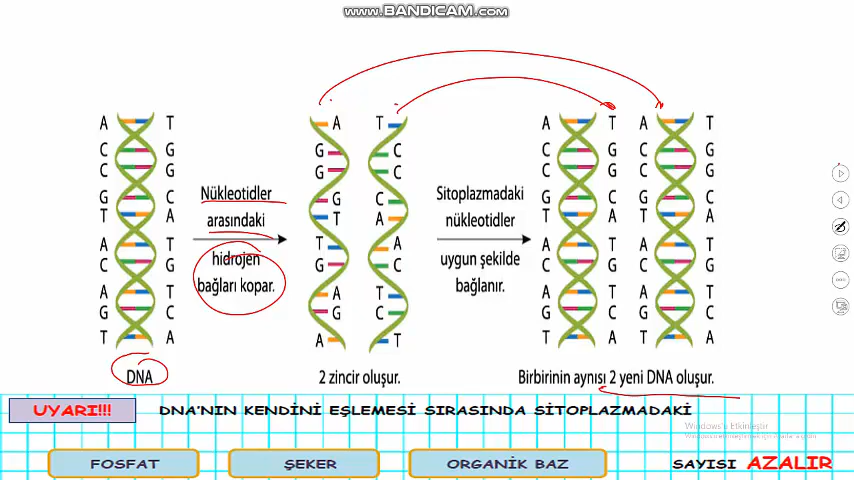 www.BANDICAM.com
A T A T A T A T
C G G C C G C G
C G G C C G C G
G C G C G C G C
T A T A T A T A
A T T A A T A T
C G G C C G C G
A T A T A T A T
G C G C G C G C
T A A T T A T A
Nükleotidler
arasındaki
hidrojen
bağları kopar.
Sitoplazmadaki
nükleotidler
uygun şekilde
bağlanır.
DNA
2 zincir oluşur.
Birbirinin aynısı 2 yeni DNA oluşur.
UYARI!!!
DNA'NIN KENDİNİ EŞLEMESİ SIRASINDA SİTOPLAZMADAKİ
Windows'u Etkinleştir
FOSFAT
ŞEKER
ORGANİK BAZ
SAYISI AZALIR